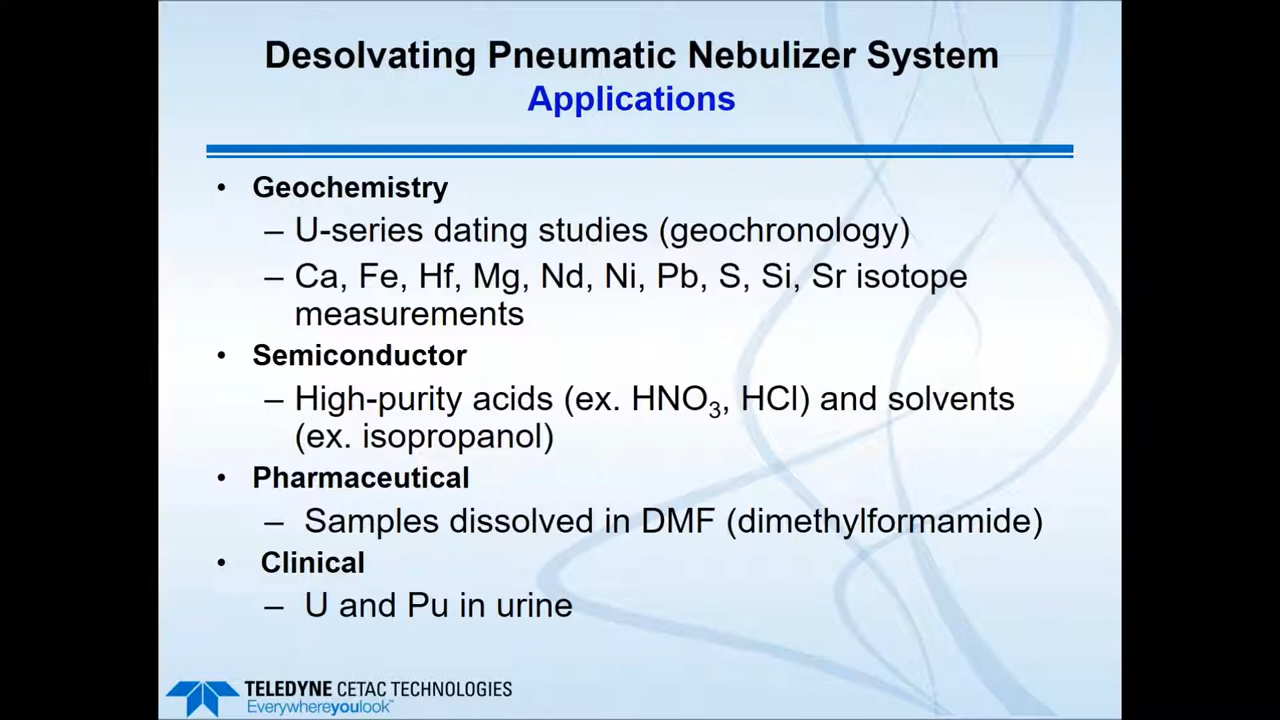 Desolvating Pneumatic Nebulizer System
Applications
• Geochemistry
– U-series dating studies (geochronology)
– Ca, Fe, Hf, Mg, Nd, Ni, Pb, S, Si, Sr isotope
measurements
• Semiconductor
– High-purity acids (ex. HNO₃, HCl) and solvents
(ex. isopropanol)
• Pharmaceutical
– Samples dissolved in DMF (dimethylformamide)
• Clinical
– U and Pu in urine
TELEDYNE CETAC TECHNOLOGIES
Everywhereyoulook™